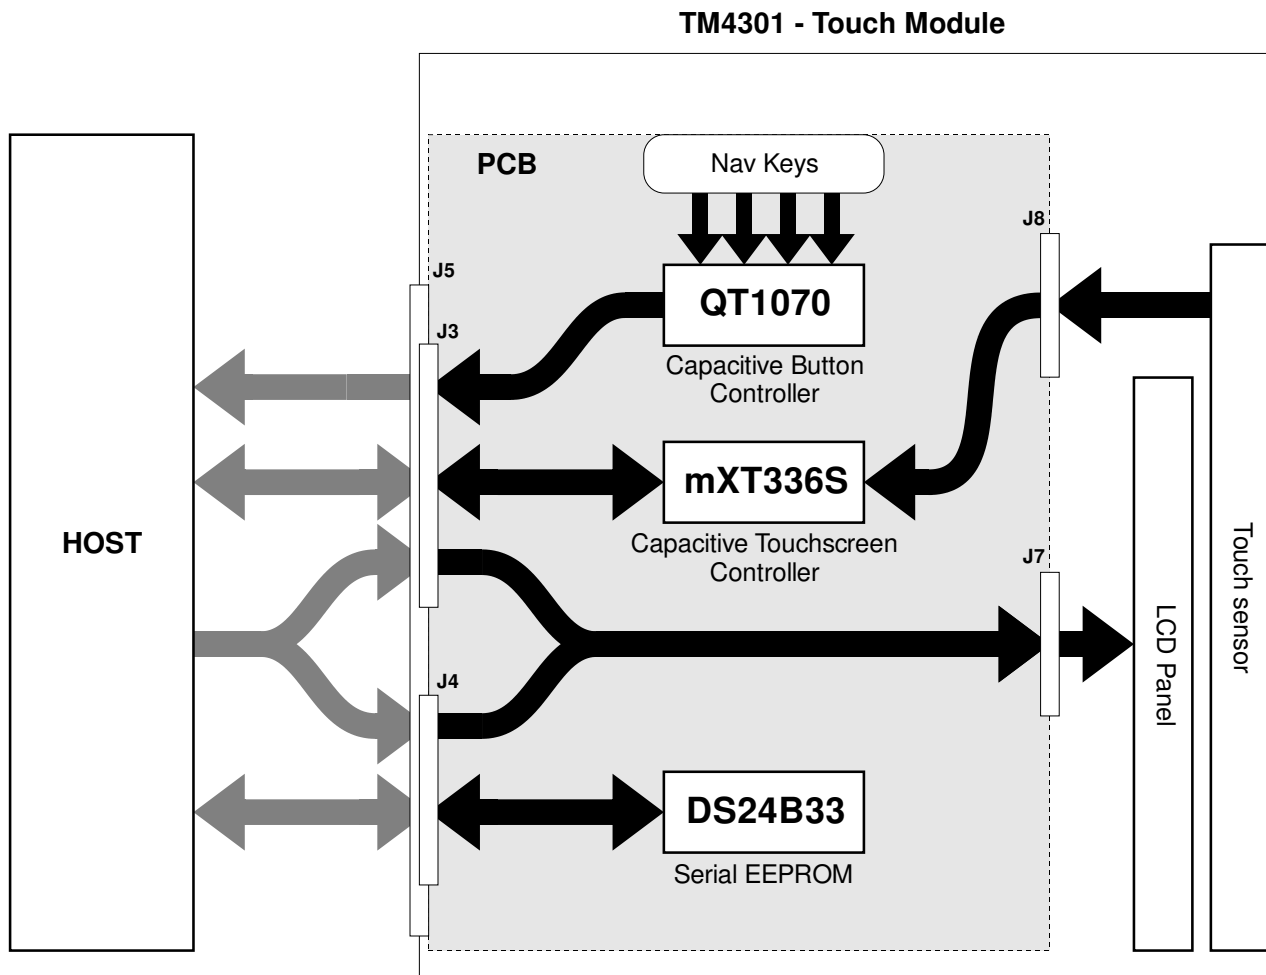 TM4301 - Touch Module
PCB
Nav Keys
J8
J5
QT1070
J3
Capacitive Button
Controller
mXT336S
HOST
Capacitive Touchscreen
Controller
J7
Touch sensor
LCD Panel
J4
DS24B33
Serial EEPROM